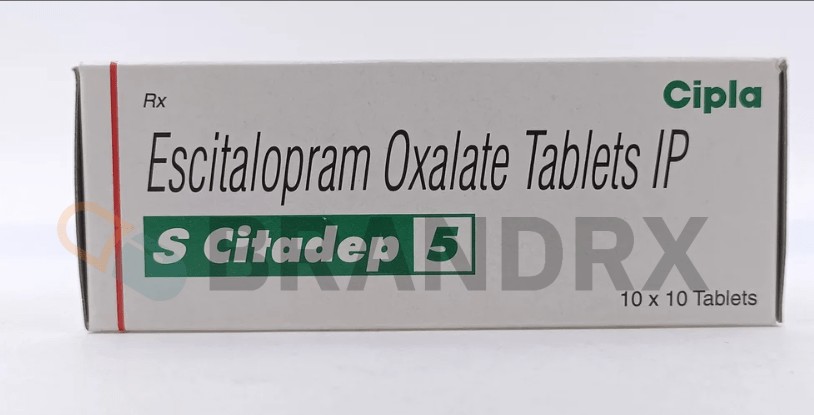 Rx
Cipla
Escitalopram Oxalate Tablets IP
S Citadep 5
BRANDRX
10 x 10 Tablets